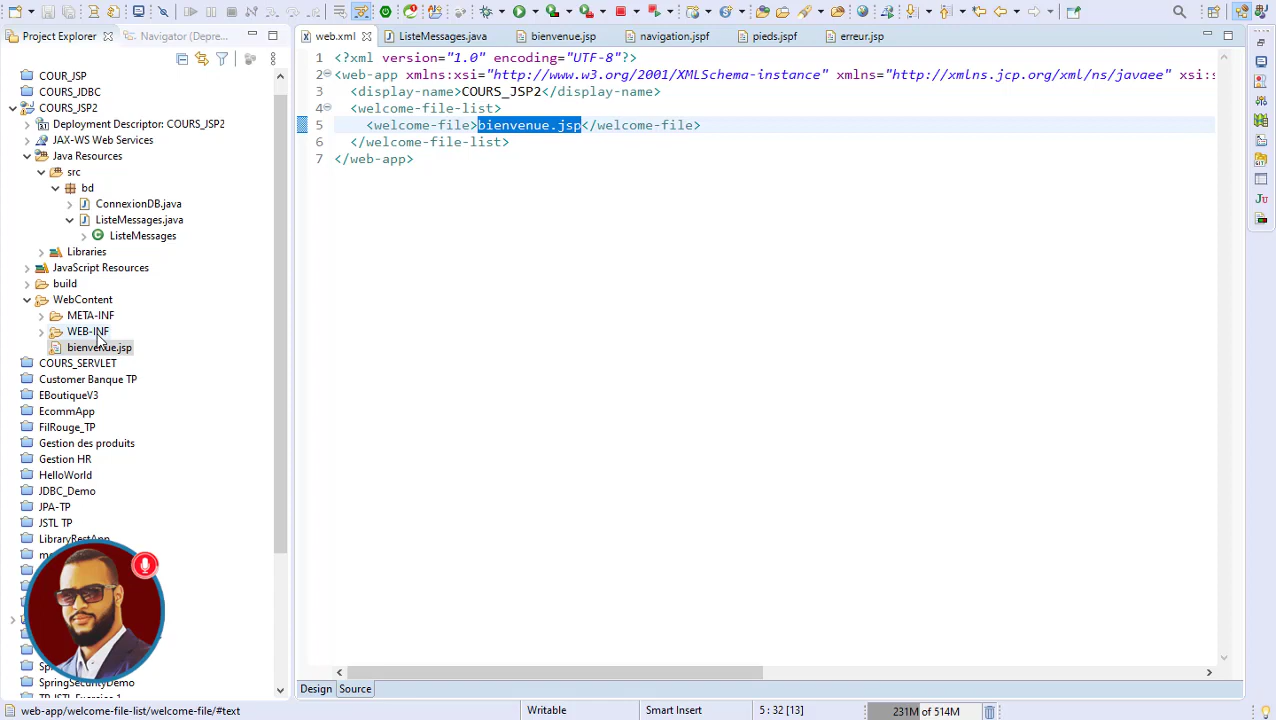 Project Explorer
Navigator (Depre...
web.xml
ListeMessages.java
bienvenue.jsp
navigation.jspf
pieds.jspf
erreur.jsp
COUR_JSP
COURS_JDBC
COURS_JSP2
Deployment Descriptor: COURS_JSP2
JAX-WS Web Services
Java Resources
src
bd
ConnexionDB.java
ListeMessages.java
ListeMessages
Libraries
JavaScript Resources
build
WebContent
META-INF
WEB-INF
bienvenue.jsp
COURS_SERVLET
Customer Banque TP
EBoutiqueV3
EcommApp
FilRouge_TP
Gestion des produits
Gestion HR
HelloWorld
JDBC_Demo
JPA-TP
JSTL TP
LibraryRestApp
SpringSecurityDemo
1 <?xml version="1.0" encoding="UTF-8"?>
2 <web-app xmlns:xsi="http://www.w3.org/2001/XMLSchema-instance" xmlns="http://xmlns.jcp.org/xml/ns/javaee" xsi:s
3 <display-name>COURS_JSP2</display-name>
4 <welcome-file-list>
5 <welcome-file>bienvenue.jsp</welcome-file>
6 </welcome-file-list>
7 </web-app>
Design Source
web-app/welcome-file-list/welcome-file/#text
Writable
Smart Insert
5 : 32 [13]
231M of 514M